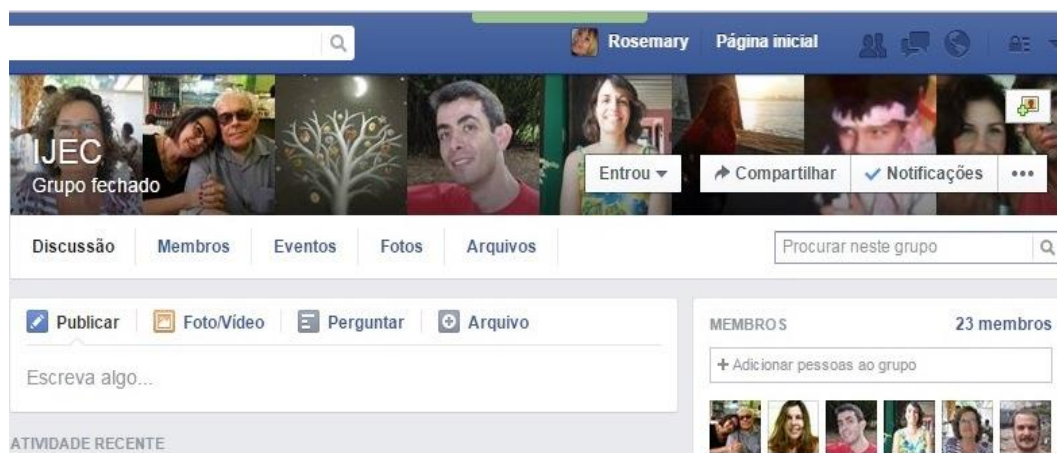 Rosemary Página inicial
IJEC
Grupo fechado
Entrou Compartilhar Notificações
Discussão Membros Eventos Fotos Arquivos
Procurar neste grupo
Publicar Foto/Vídeo Perguntar Arquivo
MEMBROS 23 membros
+ Adicionar pessoas ao grupo
Escreva algo...
ATIVIDADE RECENTE